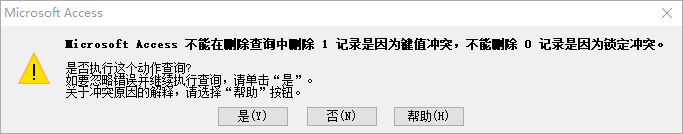 Microsoft Access
Microsoft Access 不能在删除查询中删除 1 记录是因为键值冲突，不能删除 0 记录是因为锁定冲突。
是否执行这个动作查询?
如要忽略错误并继续执行查询，请单击“是”。
关于冲突原因的解释，请选择“帮助”按钮。
是(Y) 否(N) 帮助(H)